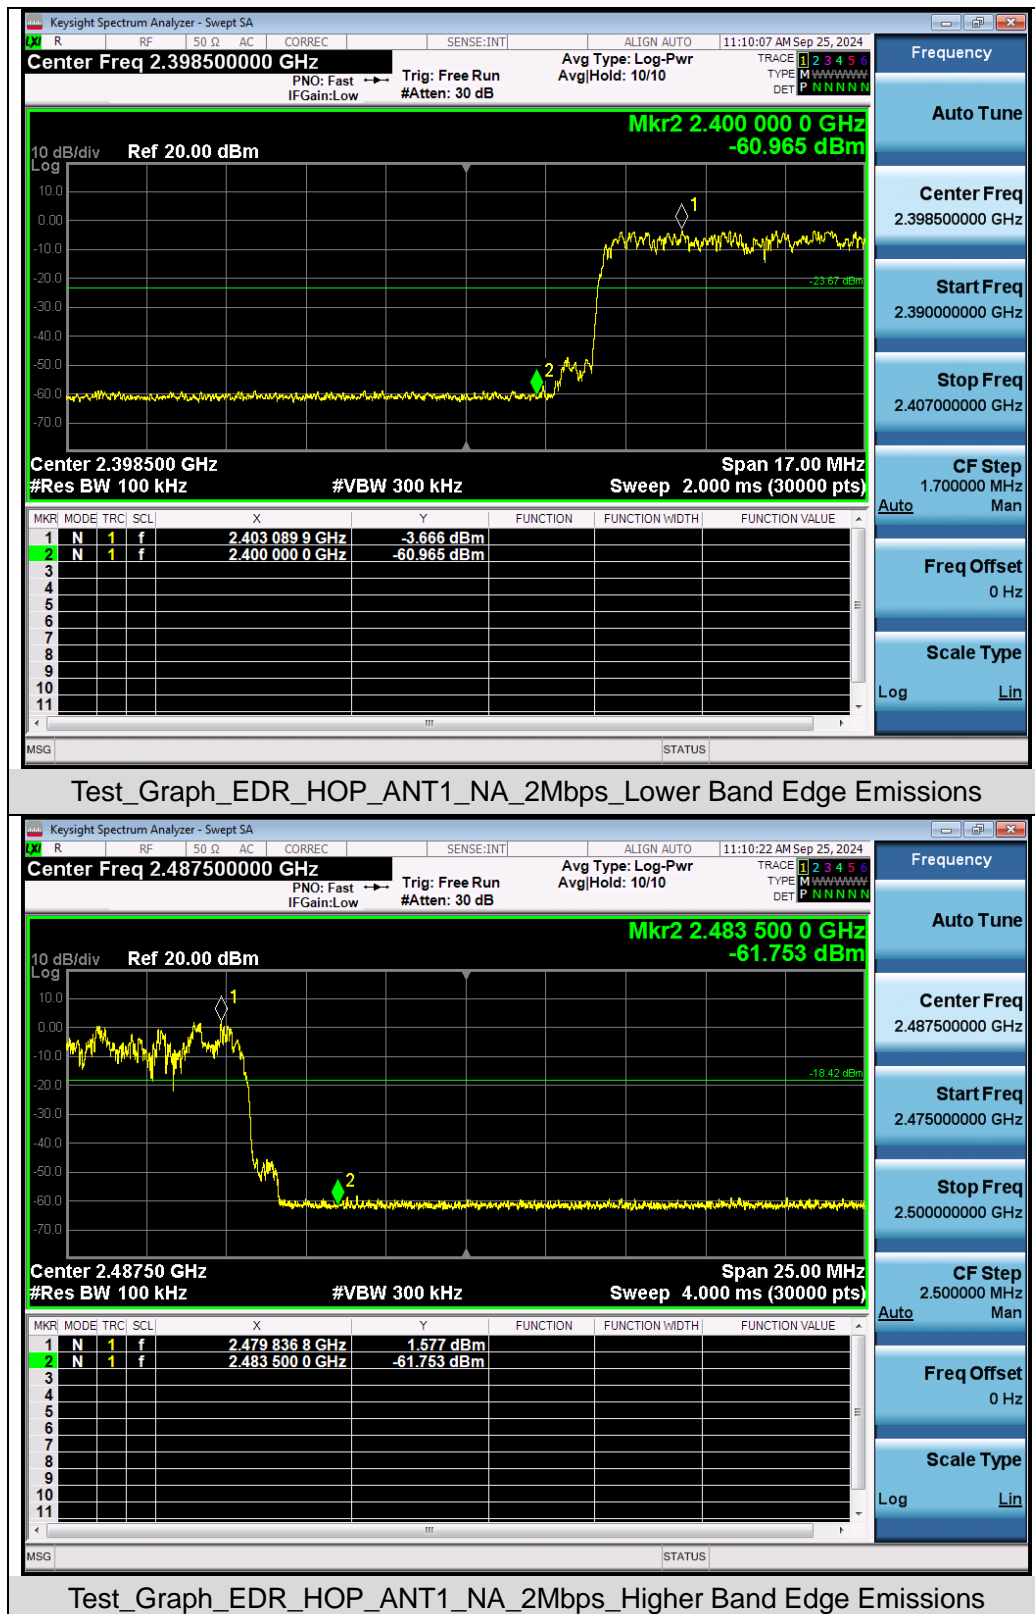 Keysight Spectrum Analyzer - Swept SA
LXI R RF 50 Ω AC CORREC SENSE:INT ALIGN AUTO 11:10:07 AM Sep 25, 2024
Center Freq 2.398500000 GHz
PNO: Fast
IFGain:Low
Trig: Free Run
#Atten: 30 dB
Avg Type: Log-Pwr
Avg|Hold: 10/10
TRACE 1 2 3 4 5 6
TYPE M WWWWW
DET P N N N N N
Mkr2 2.400 000 0 GHz
-60.965 dBm
10 dB/div Ref 20.00 dBm
Log
10.0
0.00
-10.0
-20.0
-30.0
-40.0
-50.0
-60.0
-70.0
1
-23.67 dBm
2
Center 2.398500 GHz Span 17.00 MHz
#Res BW 100 kHz #VBW 300 kHz Sweep 2.000 ms (30000 pts)
MKR MODE TRC SCL X Y FUNCTION FUNCTION WIDTH FUNCTION VALUE
1 N 1 f 2.403 089 9 GHz -3.666 dBm
2 N 1 f 2.400 000 0 GHz -60.965 dBm
3
4
5
6
7
8
9
10
11
MSG STATUS
Frequency
Auto Tune
Center Freq
2.398500000 GHz
Start Freq
2.390000000 GHz
Stop Freq
2.407000000 GHz
CF Step
1.700000 MHz
Auto Man
Freq Offset
0 Hz
Scale Type
Log Lin
Test_Graph_EDR_HOP_ANT1_NA_2Mbps_Lower Band Edge Emissions
Keysight Spectrum Analyzer - Swept SA
LXI R RF 50 Ω AC CORREC SENSE:INT ALIGN AUTO 11:10:22 AM Sep 25, 2024
Center Freq 2.487500000 GHz
PNO: Fast
IFGain:Low
Trig: Free Run
#Atten: 30 dB
Avg Type: Log-Pwr
Avg|Hold: 10/10
TRACE 1 2 3 4 5 6
TYPE M WWWWW
DET P N N N N N
Mkr2 2.483 500 0 GHz
-61.753 dBm
10 dB/div Ref 20.00 dBm
Log
10.0
0.00
-10.0
-20.0
-30.0
-40.0
-50.0
-60.0
-70.0
1
-18.42 dBm
2
Center 2.48750 GHz Span 25.00 MHz
#Res BW 100 kHz #VBW 300 kHz Sweep 4.000 ms (30000 pts)
MKR MODE TRC SCL X Y FUNCTION FUNCTION WIDTH FUNCTION VALUE
1 N 1 f 2.479 836 8 GHz 1.577 dBm
2 N 1 f 2.483 500 0 GHz -61.753 dBm
3
4
5
6
7
8
9
10
11
MSG STATUS
Frequency
Auto Tune
Center Freq
2.487500000 GHz
Start Freq
2.475000000 GHz
Stop Freq
2.500000000 GHz
CF Step
2.500000 MHz
Auto Man
Freq Offset
0 Hz
Scale Type
Log Lin
Test_Graph_EDR_HOP_ANT1_NA_2Mbps_Higher Band Edge Emissions